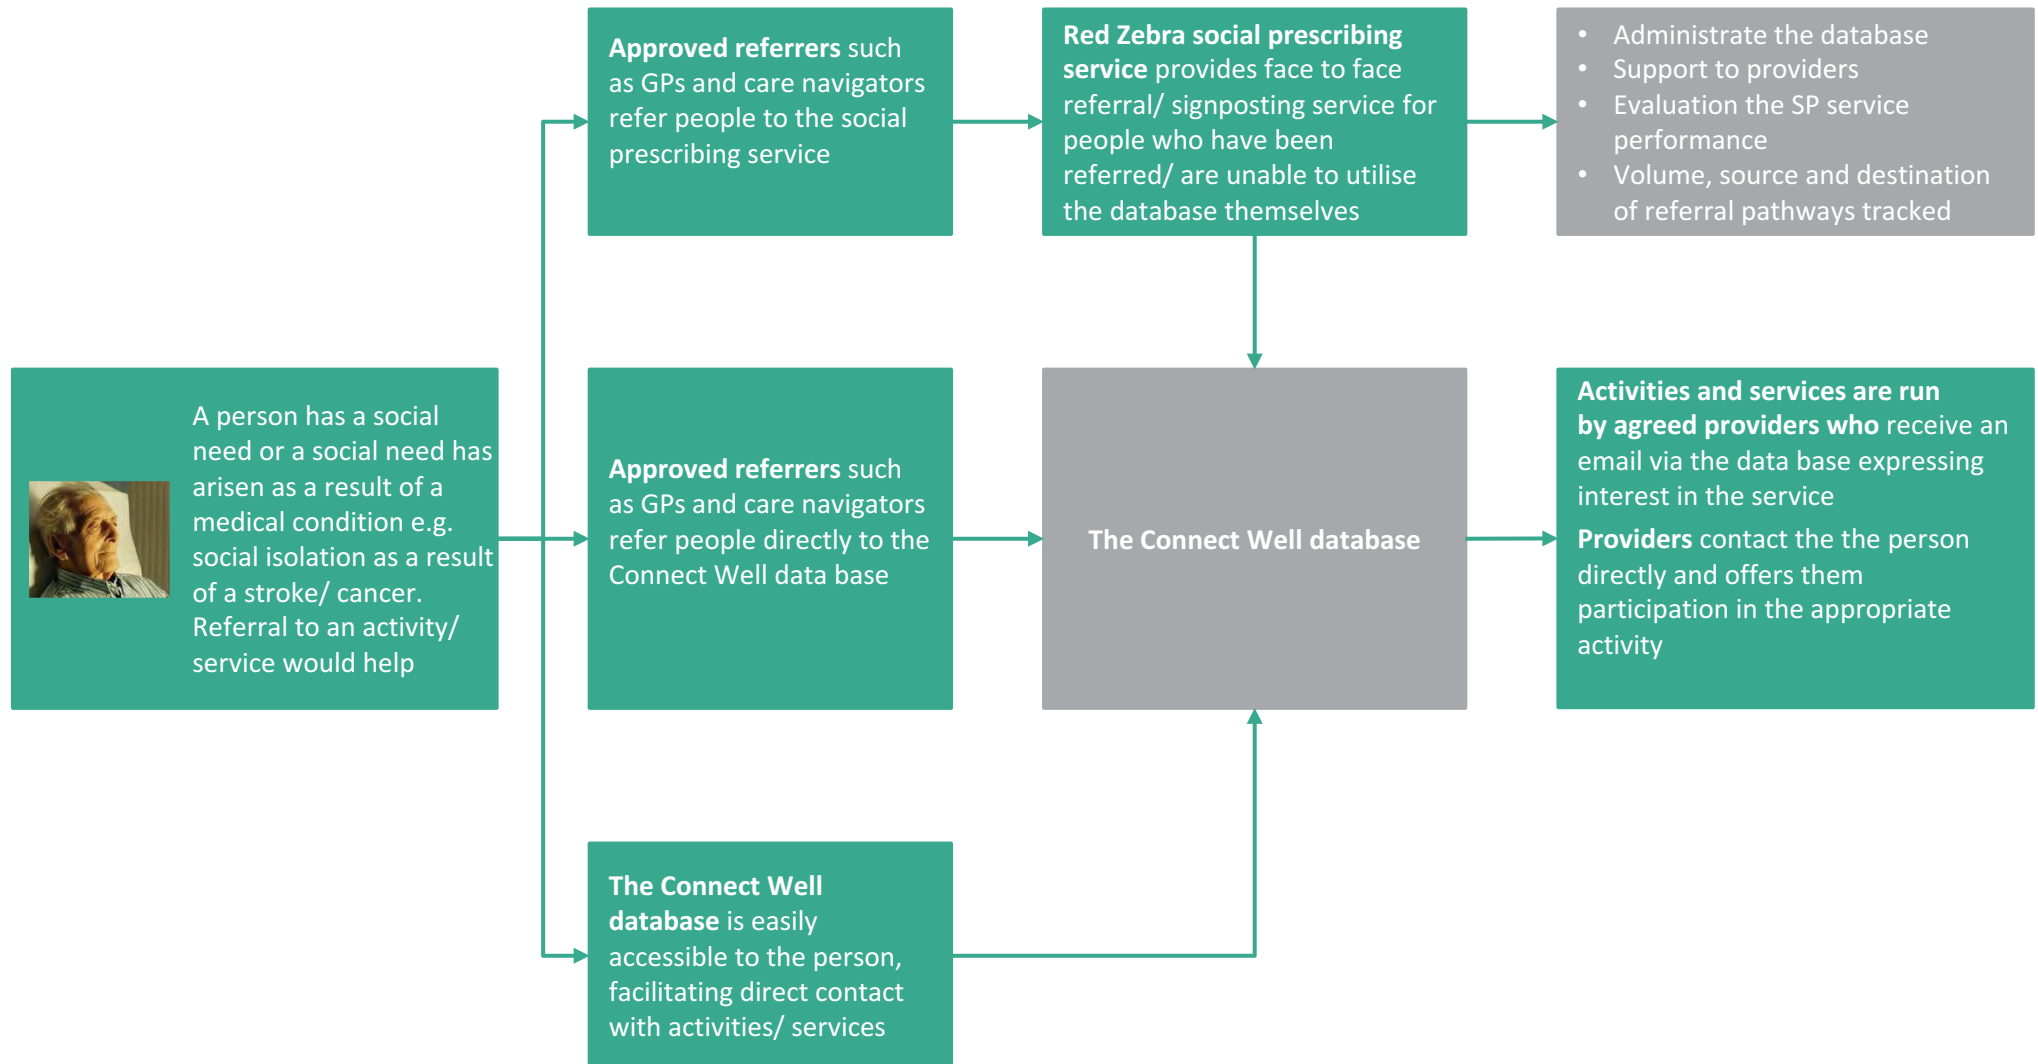 A person has a social
need or a social need has
arisen as a result of a
medical condition e.g.
social isolation as a result
of a stroke/ cancer.
Referral to an activity/
service would help
Approved referrers such
as GPs and care navigators
refer people to the social
prescribing service
Red Zebra social prescribing
service provides face to face
referral/ signposting service for
people who have been
referred/ are unable to utilise
the database themselves
• Administrate the database
• Support to providers
• Evaluation the SP service
performance
• Volume, source and destination
of referral pathways tracked
Approved referrers such
as GPs and care navigators
refer people directly to the
Connect Well data base
The Connect Well database
Activities and services are run
by agreed providers who receive an
email via the data base expressing
interest in the service
Providers contact the the person
directly and offers them
participation in the appropriate
activity
The Connect Well
database is easily
accessible to the person,
facilitating direct contact
with activities/ services